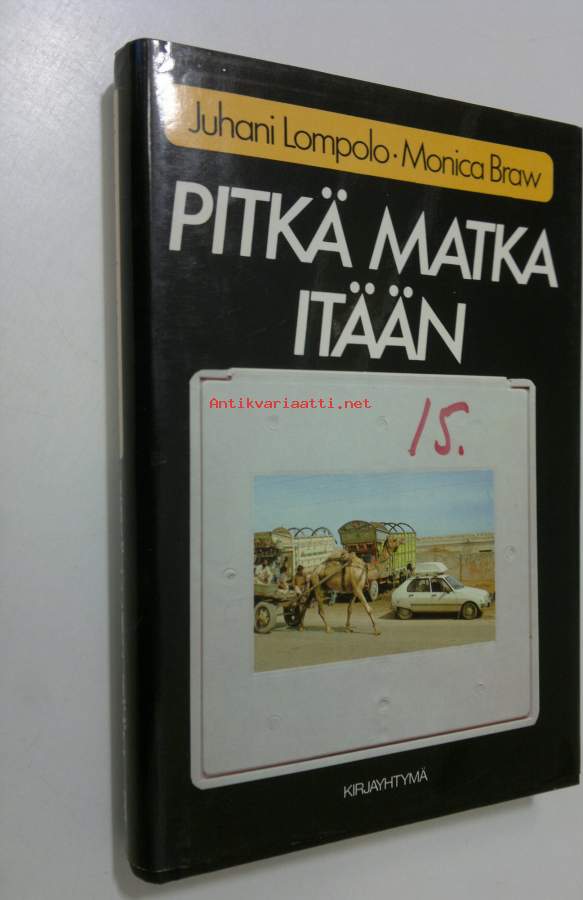 Juhani Lompolo • Monica Braw
PITKÄ MATKA
ITÄÄN
Antikvariaatti.net
15.
KIRJAYHTYMÄ